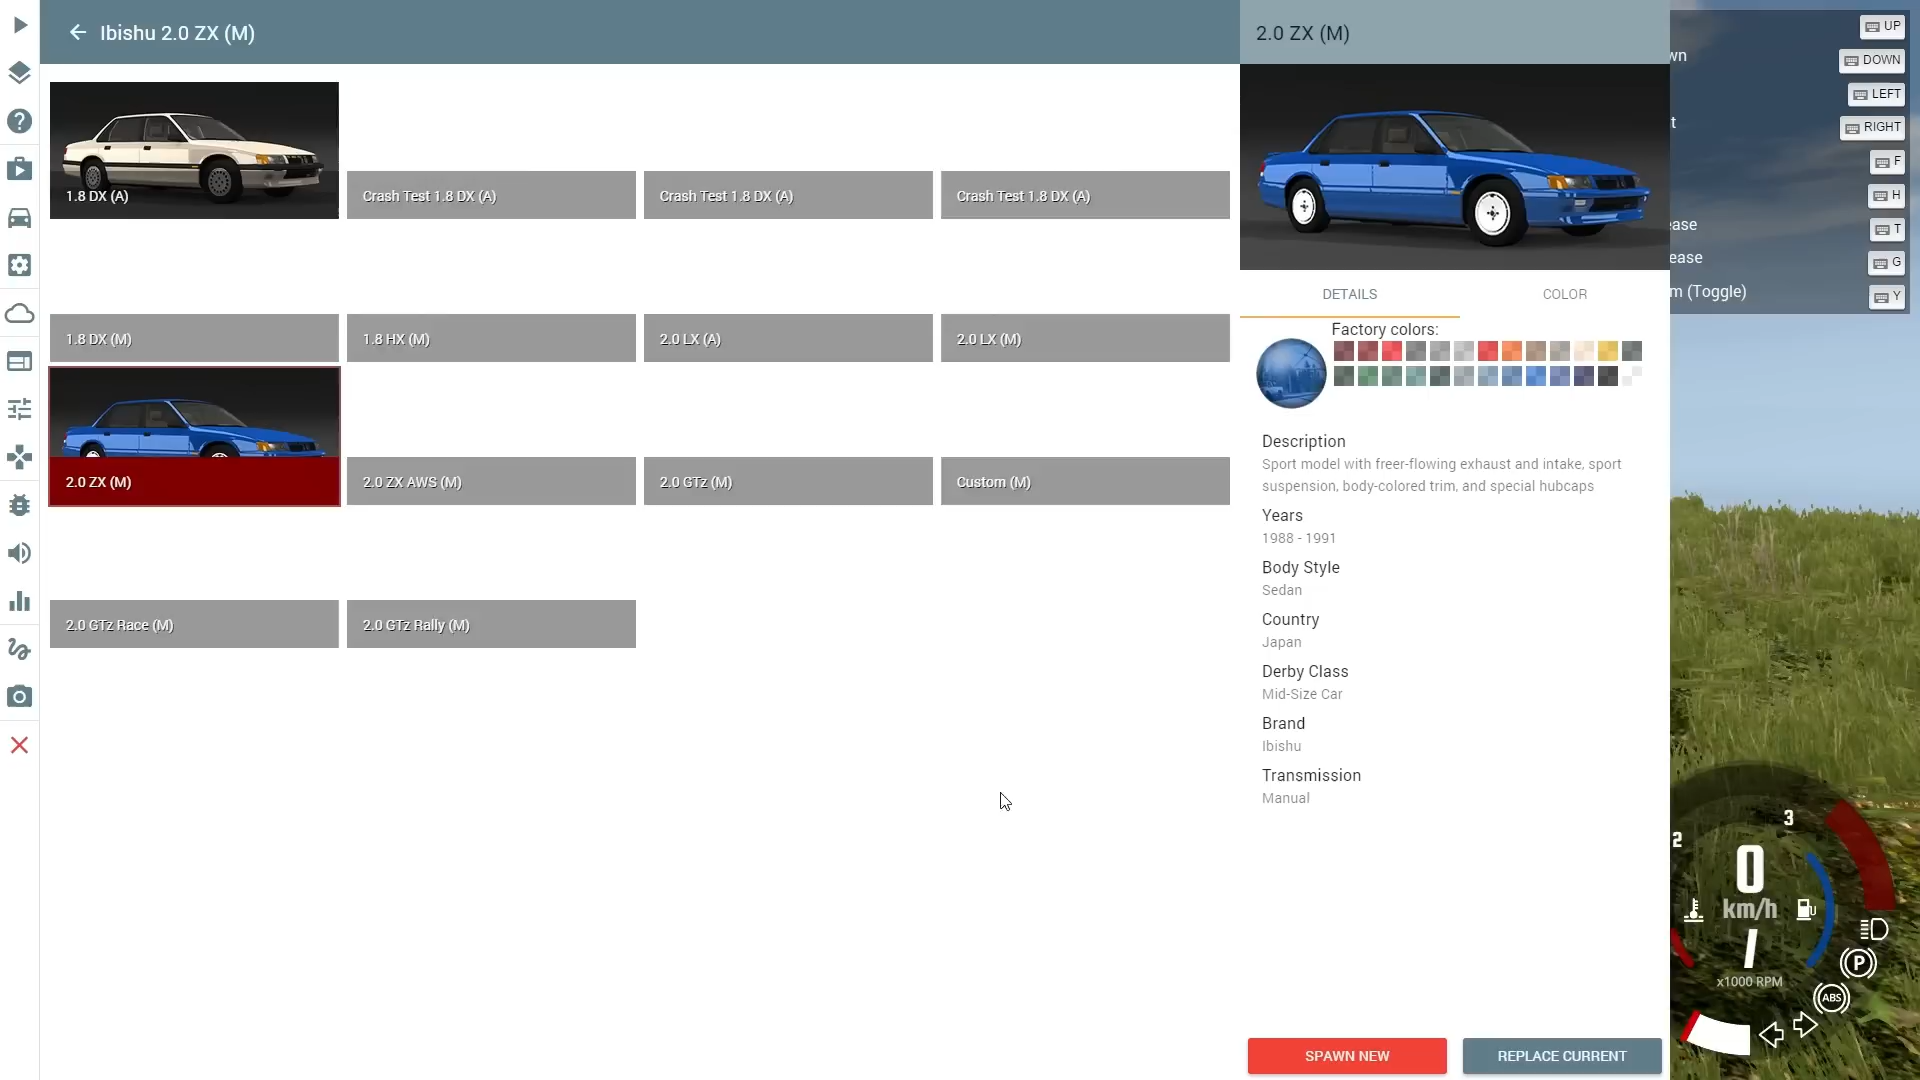 Ibishu 2.0 ZX (M)
1.8 DX (A)
Crash Test 1.8 DX (A)
Crash Test 1.8 DX (A)
Crash Test 1.8 DX (A)
1.8 DX (M)
1.8 HX (M)
2.0 LX (A)
2.0 LX (M)
2.0 ZX (M)
2.0 ZX AWS (M)
2.0 GTz (M)
Custom (M)
2.0 GTz Race (M)
2.0 GTz Rally (M)
2.0 ZX (M)
DETAILS
COLOR
Factory colors:
Description
Sport model with freer-flowing exhaust and intake, sport
suspension, body-colored trim, and special hubcaps
Years
1988 - 1991
Body Style
Sedan
Country
Japan
Derby Class
Mid-Size Car
Brand
Ibishu
Transmission
Manual
SPAWN NEW
REPLACE CURRENT
UP
wn
DOWN
LEFT
t
RIGHT
F
H
ease
T
ease
G
m (Toggle)
Y
2
3
0
km/h
1
x1000 RPM
P
ABS